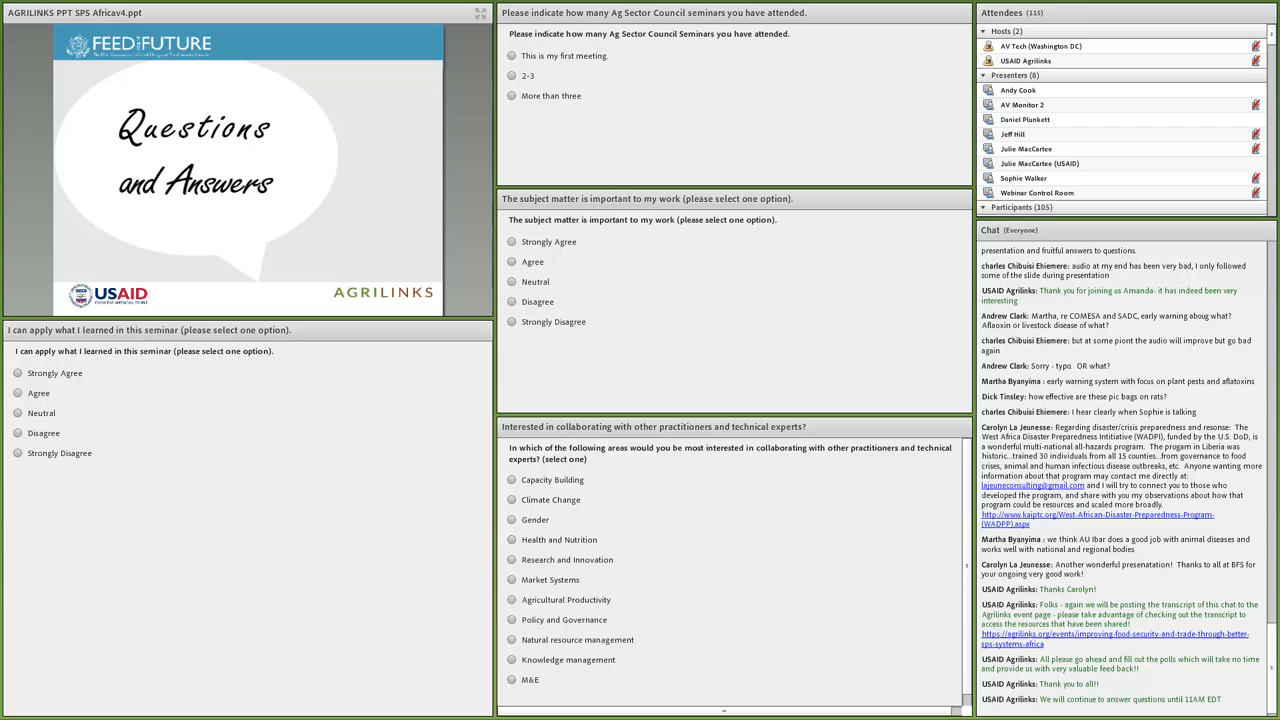 AGRILINKS PPT SPS Africav4.ppt
FEED THE FUTURE
Questions
and Answers
USAID
FROM THE AMERICAN PEOPLE
AGRILINKS
I can apply what I learned in this seminar (please select one option).
I can apply what I learned in this seminar (please select one option).
Strongly Agree
Agree
Neutral
Disagree
Strongly Disagree
Please indicate how many Ag Sector Council seminars you have attended.
Please indicate how many Ag Sector Council Seminars you have attended.
This is my first meeting.
2-3
More than three
The subject matter is important to my work (please select one option).
The subject matter is important to my work (please select one option).
Strongly Agree
Agree
Neutral
Disagree
Strongly Disagree
Interested in collaborating with other practitioners and technical experts?
In which of the following areas would you be most interested in collaborating with other practitioners and technical
experts? (select one)
Capacity Building
Climate Change
Gender
Health and Nutrition
Research and Innovation
Market Systems
Agricultural Productivity
Policy and Governance
Natural resource management
Knowledge management
M&E
Attendees (115)
Hosts (2)
AV Tech (Washington DC)
USAID Agrilinks
Presenters (8)
Andy Cook
AV Monitor 2
Daniel Plunkett
Jeff Hill
Julie MacCartee
Julie MacCartee (USAID)
Sophie Walker
Webinar Control Room
Participants (105)
Chat (Everyone)
presentation and fruitful answers to questions.
charles Chibuisi Ehiemere: audio at my end has been very bad, I only followed
some of the slide during presentation
USAID Agrilinks: Thank you for joining us Amanda- it has indeed been very
interesting
Andrew Clark: Martha, re COMESA and SADC, early warning aboug what?
Aflaoxin or livestock disease of what?
charles Chibuisi Ehiemere: but at some piont the audio will improve but go bad
again
Andrew Clark: Sorry - typo. OR what?
Martha Byanyima : early warning system with focus on plant pests and aflatoxins
Dick Tinsley: how effective are these pic bags on rats?
charles Chibuisi Ehiemere: I hear clearly when Sophie is talking
Carolyn La Jeunesse: Regarding disaster/crisis preparedness and resonse: The
West Africa Disaster Preparedness Intitiative (WADPI), funded by the U.S. DoD, is
a wonderful multi-national all-hazards program. The progam in Liberia was
historic...trained 30 individuals from all 15 counties...from governance to food
crises, animal and human infectious disease outbreaks, etc. Anyone wanting more
information about that program may contact me directly at:
lajeuneconsulting@gmail.com and I will try to connect you to those who
developed the program, and share with you my observations about how that
program could be resources and scaled more broadly.
http://www.kaiptc.org/West-African-Disaster-Preparedness-Program-
(WADPP).aspx
Martha Byanyima : we think AU Ibar does a good job with animal diseases and
works well with national and regional bodies
Carolyn La Jeunesse: Another wonderful presenatation! Thanks to all at BFS for
your ongoing very good work!
USAID Agrilinks: Thanks Carolyn!
USAID Agrilinks: Folks - again we will be posting the transcript of this chat to the
Agrilinks event page - please take advantage of checking out the transcript to
access the resources that have been shared!
https://agrilinks.org/events/improving-food-security-and-trade-through-better-
sps-systems-africa
USAID Agrilinks: All please go ahead and fill out the polls which will take no time
and provide us with very valuable feed back!!
USAID Agrilinks: Thank you to all!!
USAID Agrilinks: We will continue to answer questions until 11AM EDT